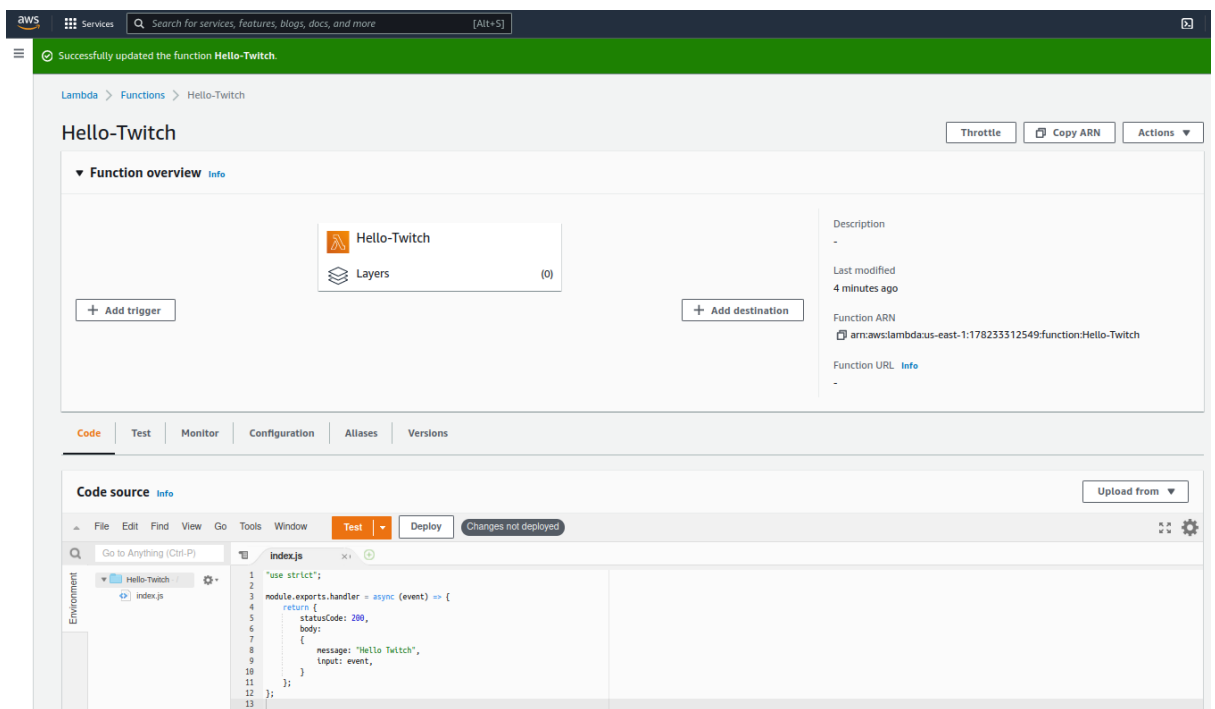 aws Services Search for services, features, blogs, docs, and more [Alt+S]
Successfully updated the function Hello-Twitch.
Lambda > Functions > Hello-Twitch
Hello-Twitch Throttle Copy ARN Actions ▼
▼ Function overview Info
Hello-Twitch
Layers (0)
+ Add trigger
+ Add destination
Description
-
Last modified
4 minutes ago
Function ARN
arn:aws:lambda:us-east-1:178233312549:function:Hello-Twitch
Function URL Info
-
Code Test Monitor Configuration Aliases Versions
Code source Info Upload from ▼
File Edit Find View Go Tools Window Test Deploy Changes not deployed
Go to Anything (Ctrl-P) index.js
Environment
Hello-Twitch - /
index.js
1 "use strict";
2
3 module.exports.handler = async (event) => {
4 return {
5 statusCode: 200,
6 body:
7 {
8 message: "Hello Twitch",
9 input: event,
10 }
11 };
12 };
13